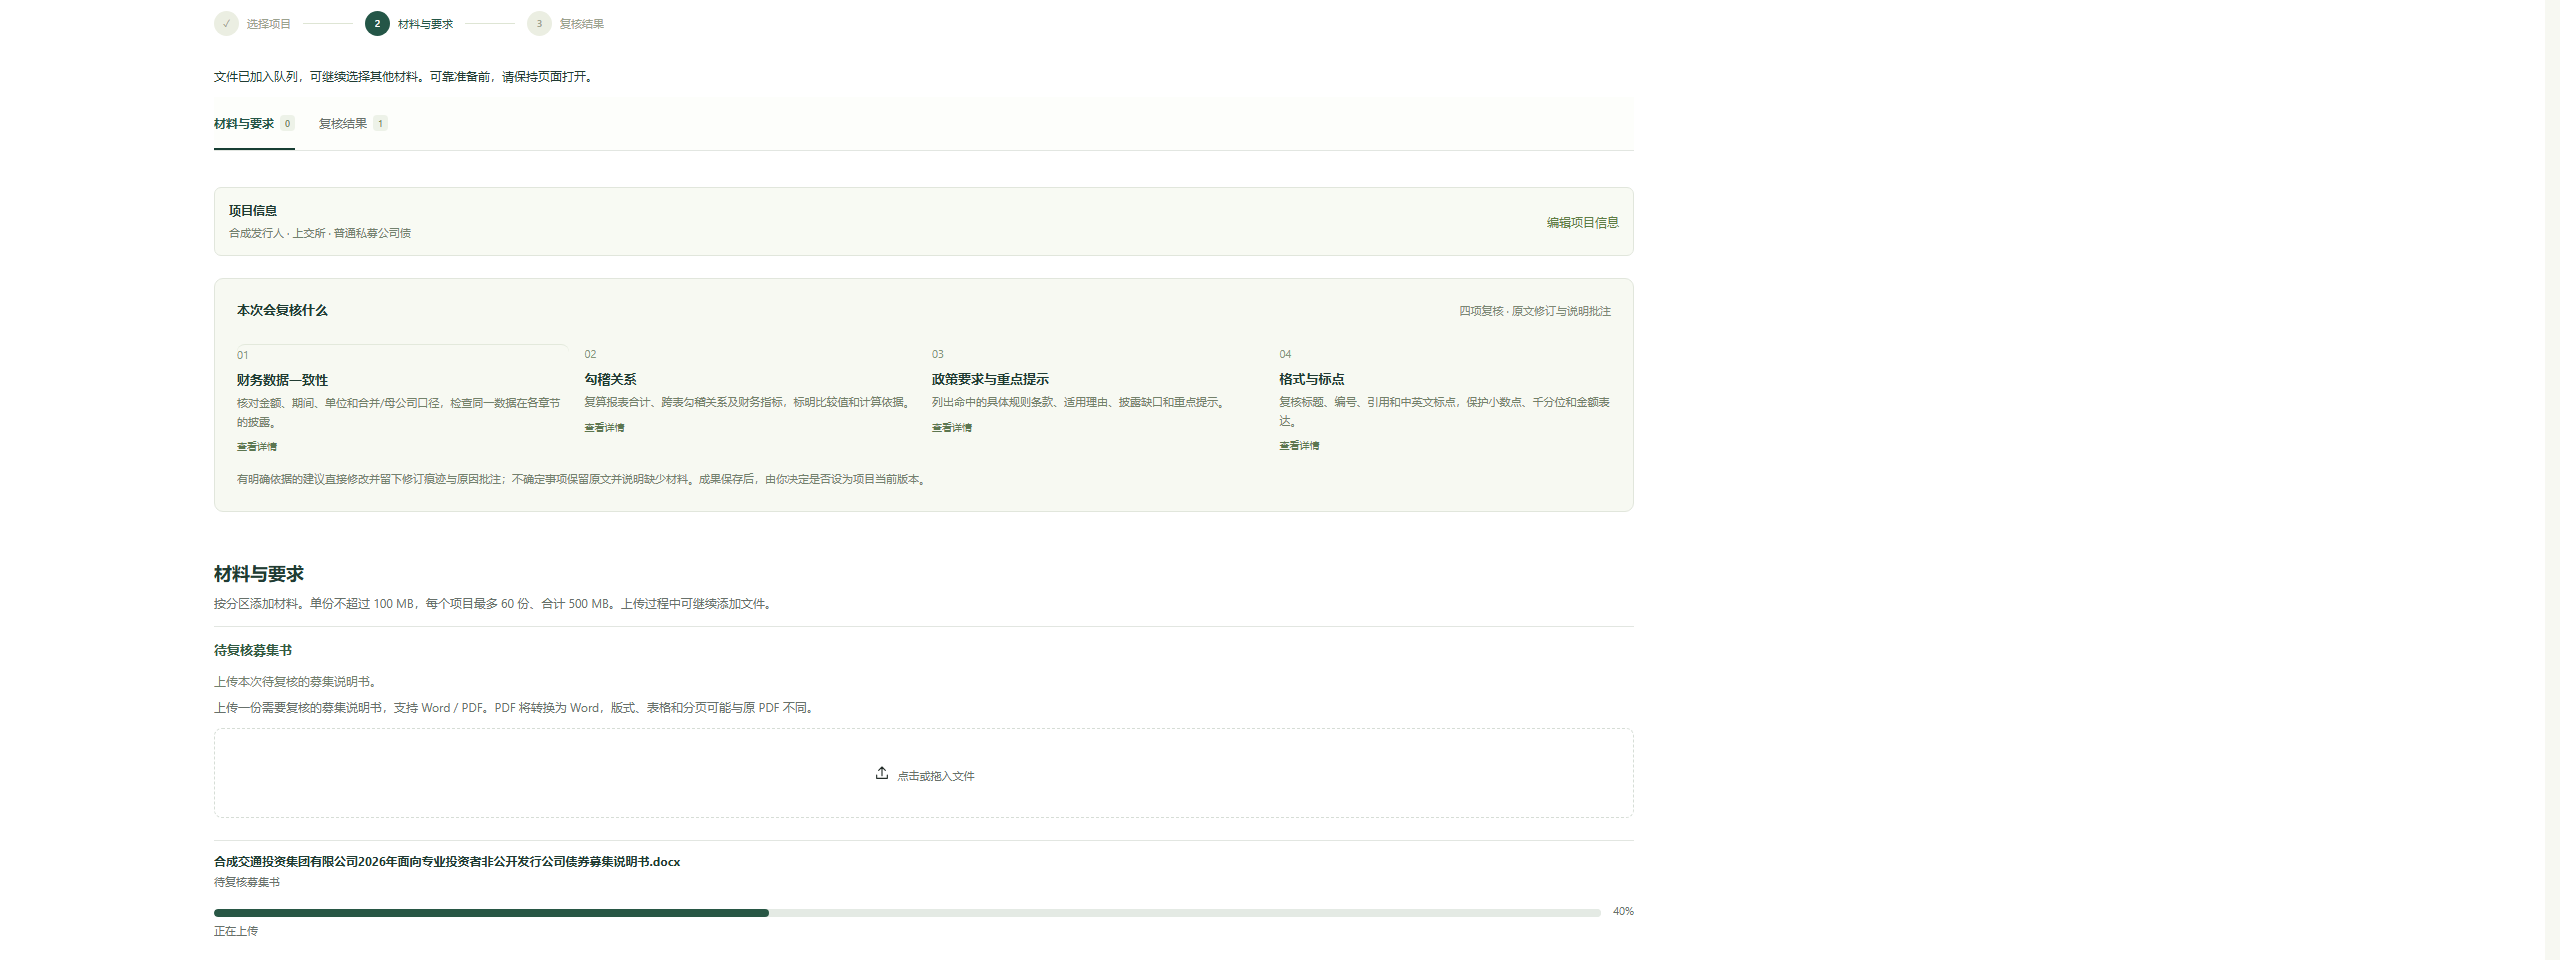 ✓ 选择项目 2 材料与要求 3 复核结果
文件已加入队列，可继续选择其他材料。可靠准备前，请保持页面打开。
材料与要求 0 复核结果 1
项目信息
合成发行人 · 上交所 · 普通私募公司债
编辑项目信息
本次会复核什么
四项复核 · 原文修订与说明批注
01
财务数据一致性
核对金额、期间、单位和合并/母公司口径，检查同一数据在各章节
的披露。
查看详情
02
勾稽关系
复算报表合计、跨表勾稽关系及财务指标，标明比较值和计算依据。
查看详情
03
政策要求与重点提示
列出命中的具体规则条款、适用理由、披露缺口和重点提示。
查看详情
04
格式与标点
复核标题、编号、引用和中英文标点，保护小数点、千分位和金额表
达。
查看详情
有明确依据的建议直接修改并留下修订痕迹与原因批注；不确定事项保留原文并说明缺少材料。成果保存后，由你决定是否设为项目当前版本。
材料与要求
按分区添加材料。单份不超过 100 MB，每个项目最多 60 份、合计 500 MB。上传过程中可继续添加文件。
待复核募集书
上传本次待复核的募集说明书。
上传一份需要复核的募集说明书，支持 Word / PDF。PDF 将转换为 Word，版式、表格和分页可能与原 PDF 不同。
点击或拖入文件
合成交通投资集团有限公司2026年面向专业投资者非公开发行公司债券募集说明书.docx
待复核募集书
40%
正在上传